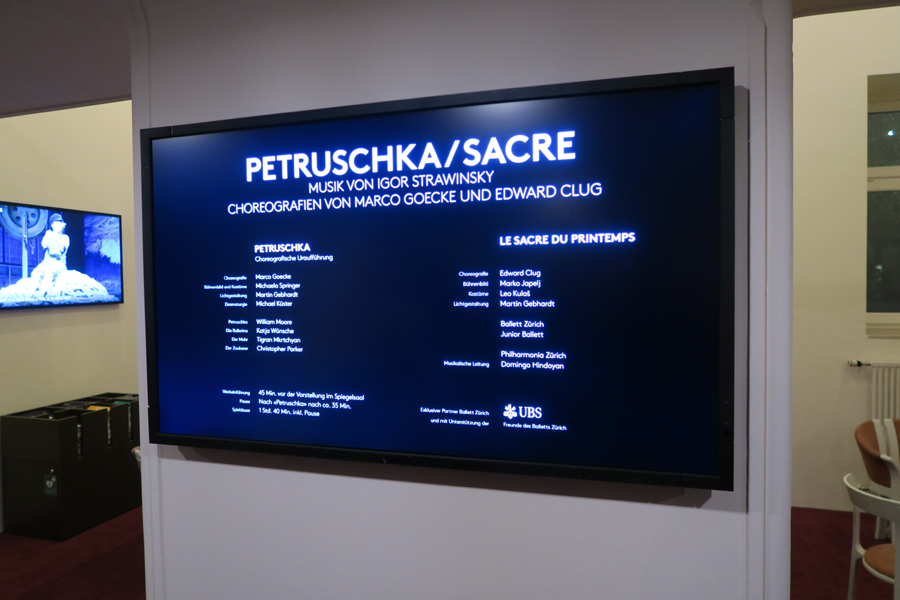 PETRUSCHKA/SACRE
MUSIK VON IGOR STRAWINSKY
CHOREOGRAFIEN VON MARCO GOECKE UND EDWARD CLUG
PETRUSCHKA
Choreografische Uraufführung
Choreografie Marco Goecke
Bühnenbild und Kostüme Michaela Springer
Lichtgestaltung Martin Gebhardt
Dramaturgie Michael Küster
Petruschka William Moore
Die Ballerina Katja Wünsche
Der Mohr Tigran Mkrtchyan
Der Zauberer Christopher Parker
Werkeinführung 45 Min. vor der Vorstellung im Spiegelsaal
Pause Nach «Petruschka» nach ca. 35 Min.
Spieldauer 1 Std. 40 Min. inkl. Pause
LE SACRE DU PRINTEMPS
Choreografie Edward Clug
Bühnenbild Marko Japelj
Kostüme Leo Kulaš
Lichtgestaltung Martin Gebhardt
Ballett Zürich
Junior Ballett
Philharmonia Zürich
Musikalische Leitung Domingo Hindoyan
Exklusiver Partner Ballett Zürich UBS
und mit Unterstützung der Freunde des Balletts Zürich